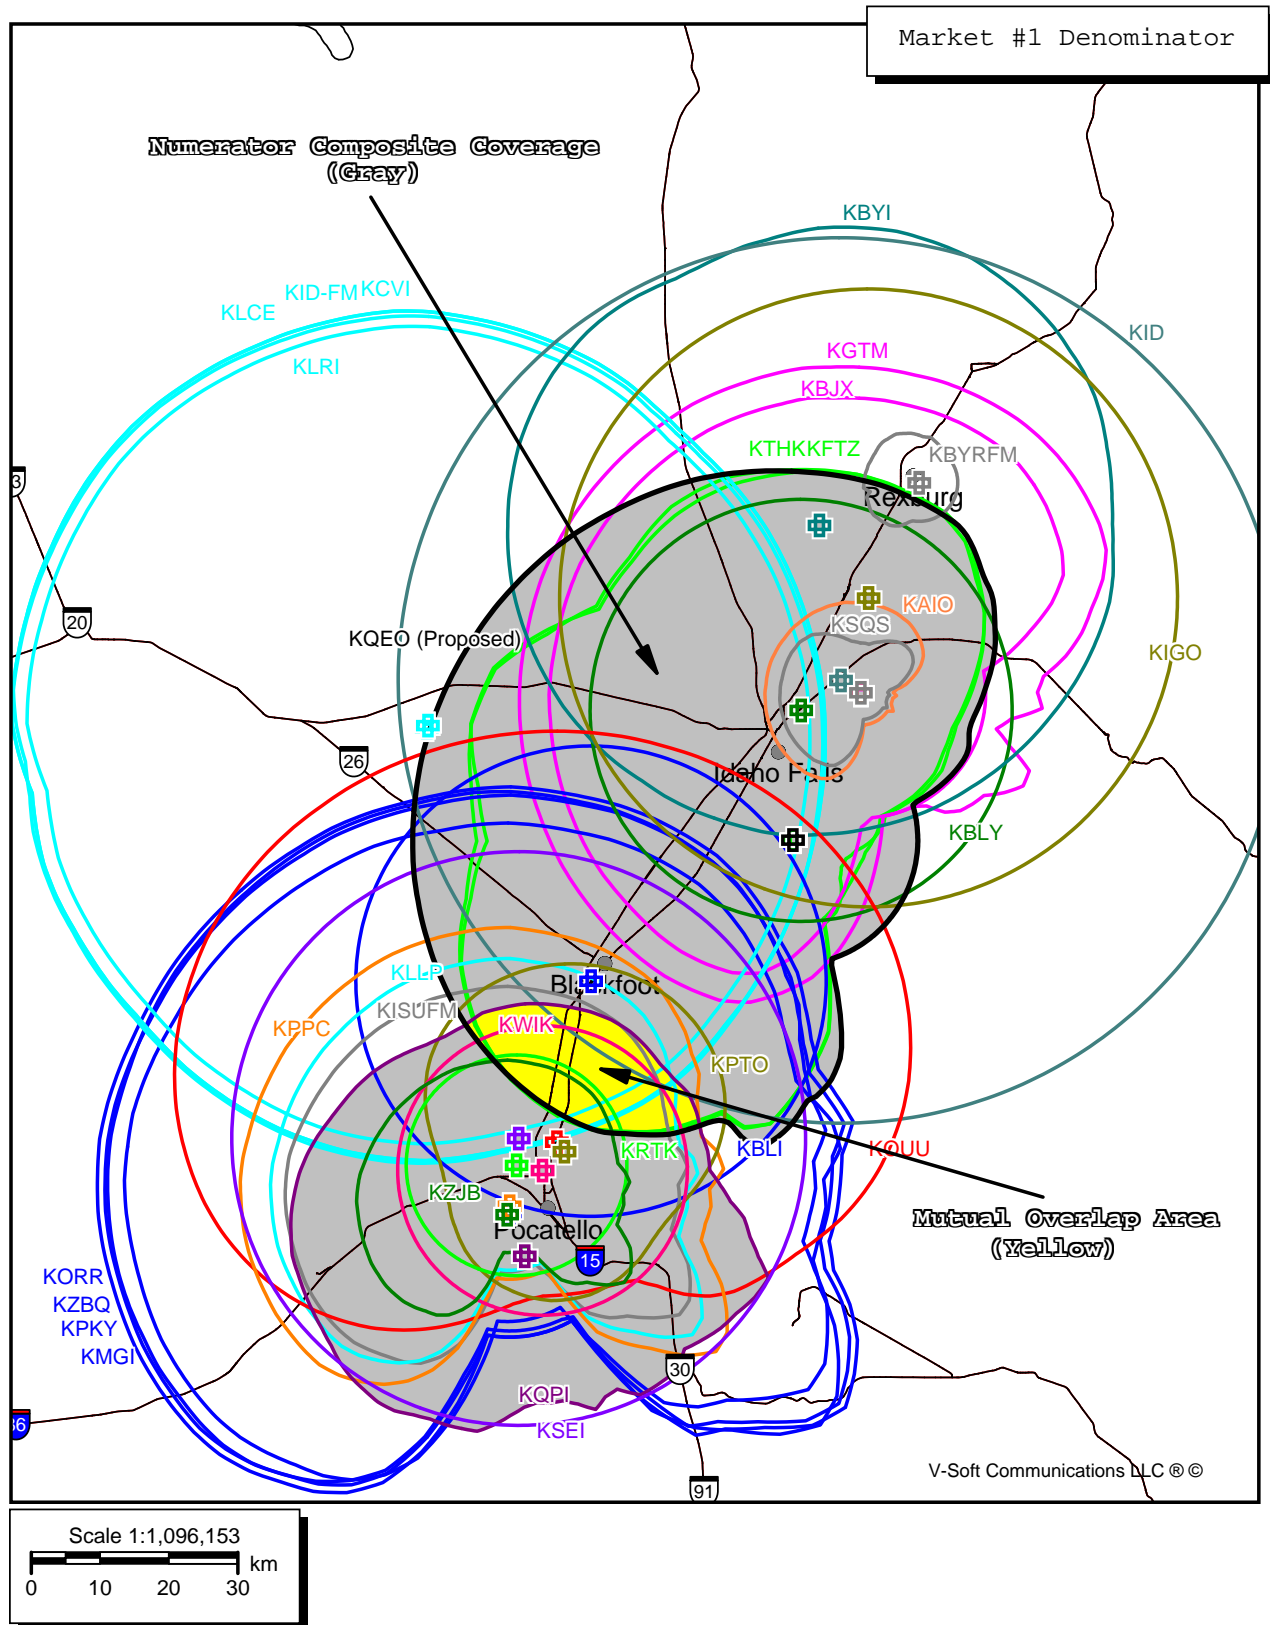 Market #1 Denominator
Numerator Composite Coverage
(Gray)
KBYI
KID-FM KCVI
KLCE
KID
KLRI
KGTM
KBJX
KTHKKFTZ
KBYRFM
3
Rexburg
KAIO
20
KSQS
KQEO (Proposed)
KIGO
26
Idaho Falls
KBLY
KLLP
Blackfoot
KISUFM
KPPC
KWIK
KPTO
KRTK
KBLI
KOUU
KZJB
Mutual Overlap Area
(Yellow)
Pocatello
15
KORR
KZBQ
KPKY
KMGI
30
KQPI
86
KSEI
V-Soft Communications LLC ® ©
91
Scale 1:1,096,153
km
0 10 20 30